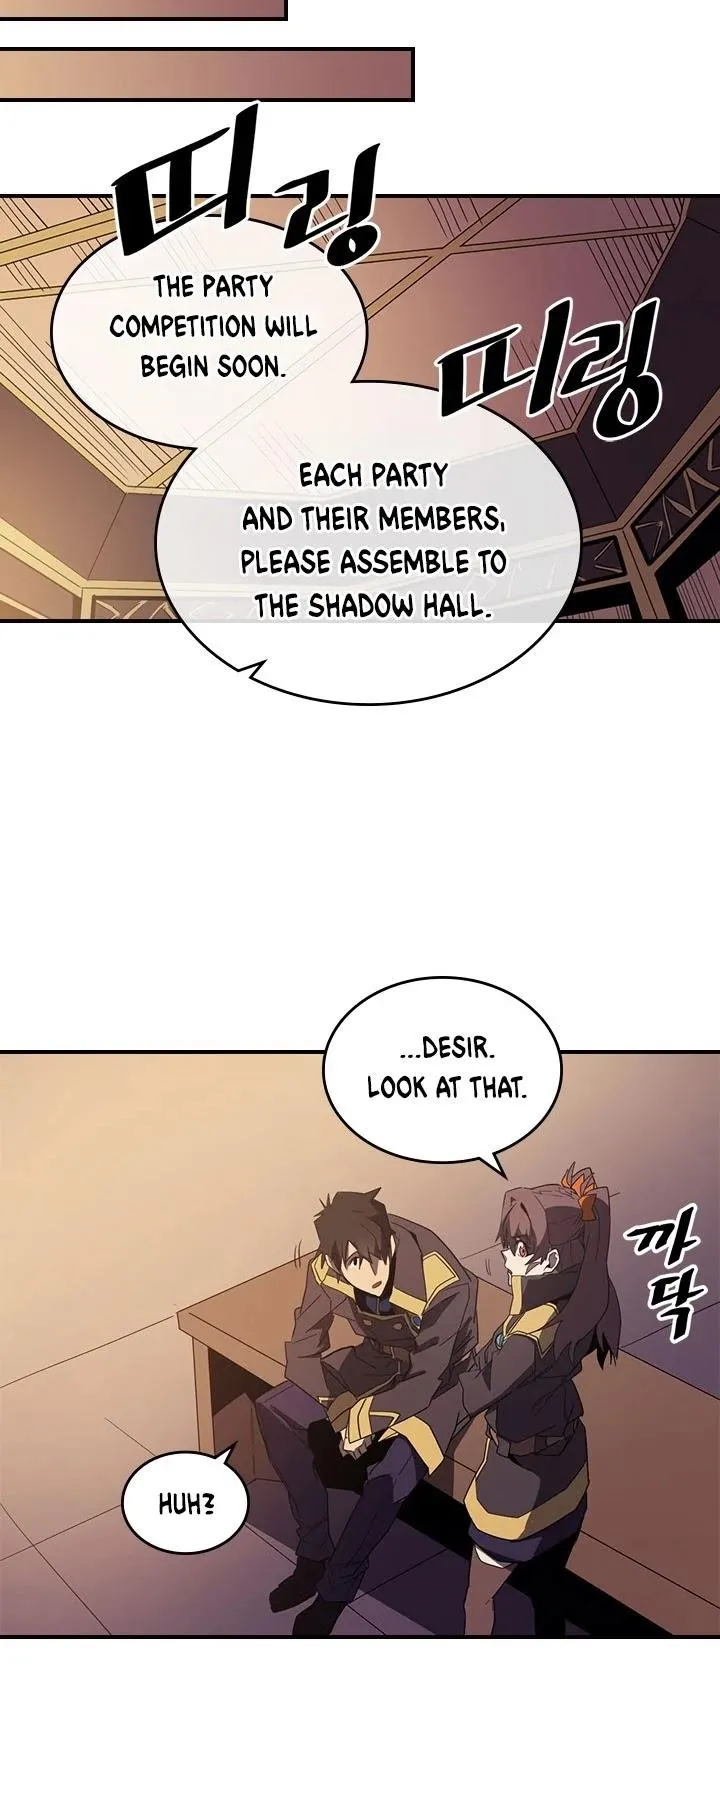 띠링
THE PARTY
COMPETITION WILL
BEGIN SOON.
띠링
EACH PARTY
AND THEIR MEMBERS,
PLEASE ASSEMBLE TO
THE SHADOW HALL.
...DESIR.
LOOK AT THAT.
까
닥
HUH?